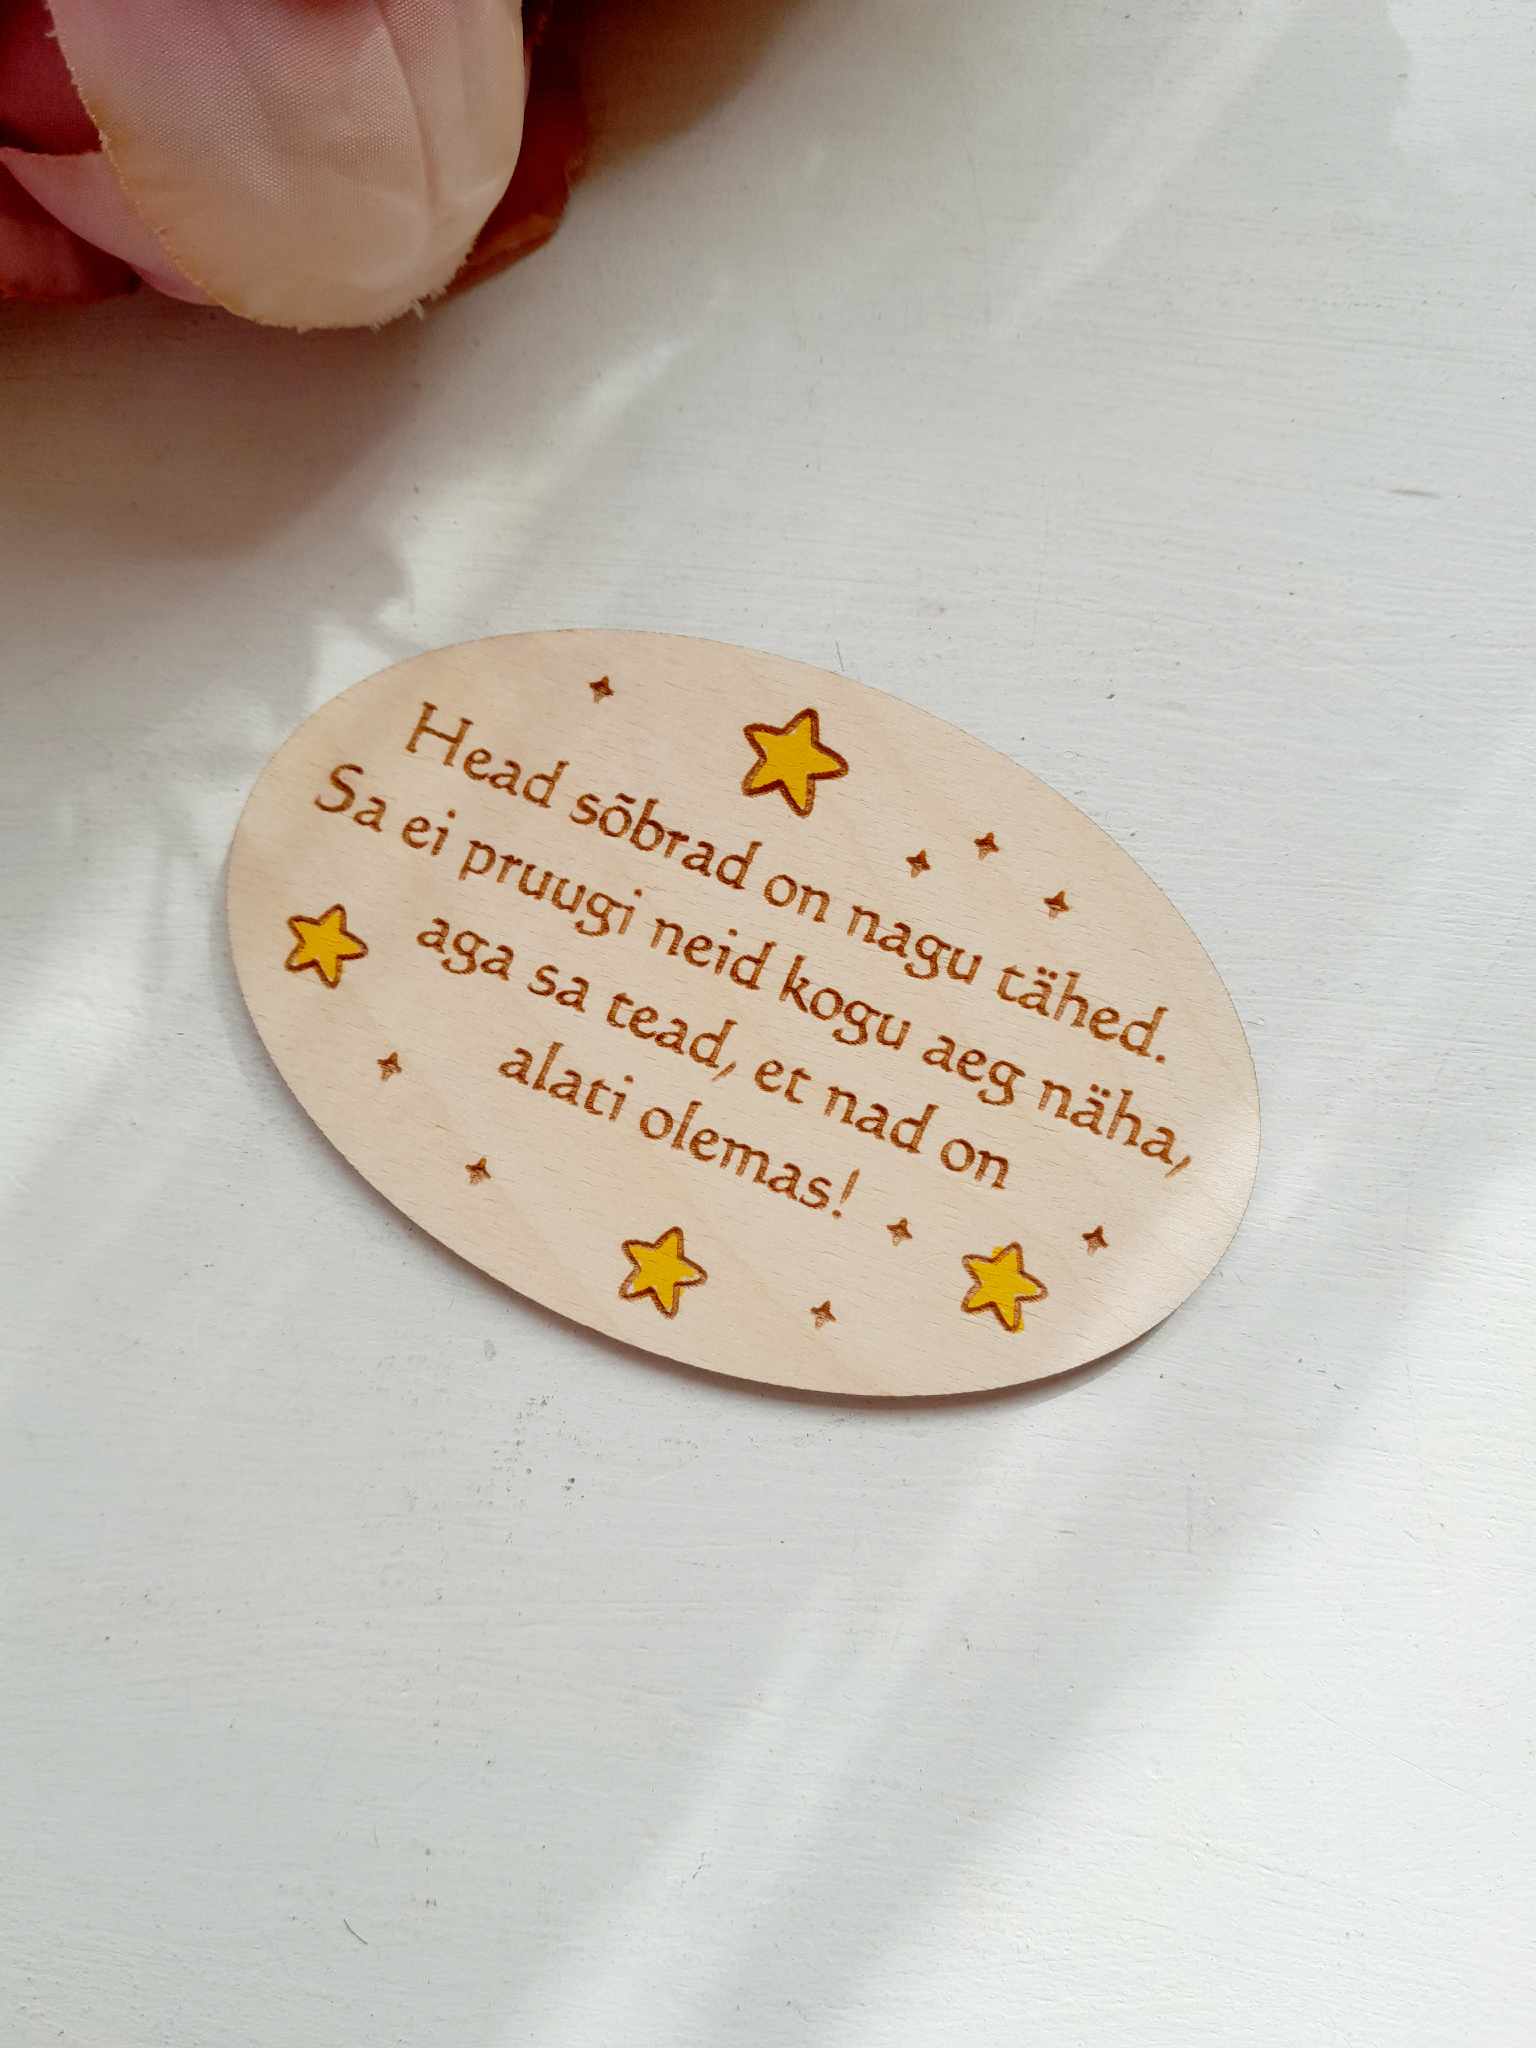 Head sõbrad on nagu tähed.
Sa ei pruugi neid kogu aeg näha,
aga sa tead, et nad on
alati olemas!